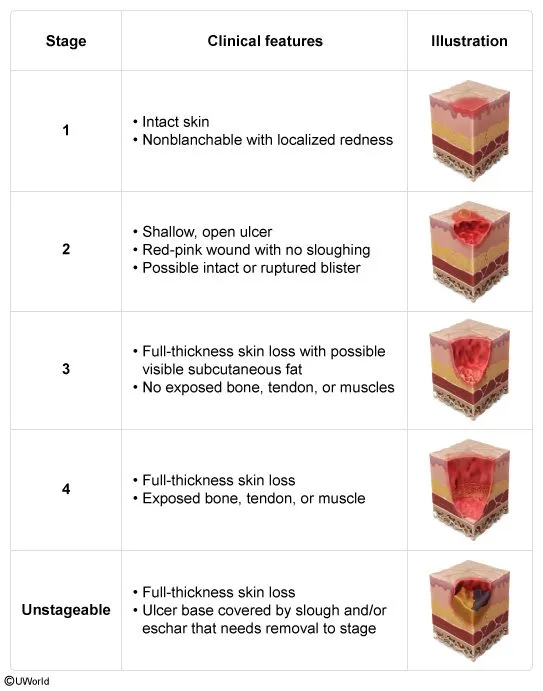 Stage Clinical features Illustration
1
• Intact skin
• Nonblanchable with localized redness
2
• Shallow, open ulcer
• Red-pink wound with no sloughing
• Possible intact or ruptured blister
3
• Full-thickness skin loss with possible
visible subcutaneous fat
• No exposed bone, tendon, or muscles
4
• Full-thickness skin loss
• Exposed bone, tendon, or muscle
Unstageable
• Full-thickness skin loss
• Ulcer base covered by slough and/or
eschar that needs removal to stage
©UWorld